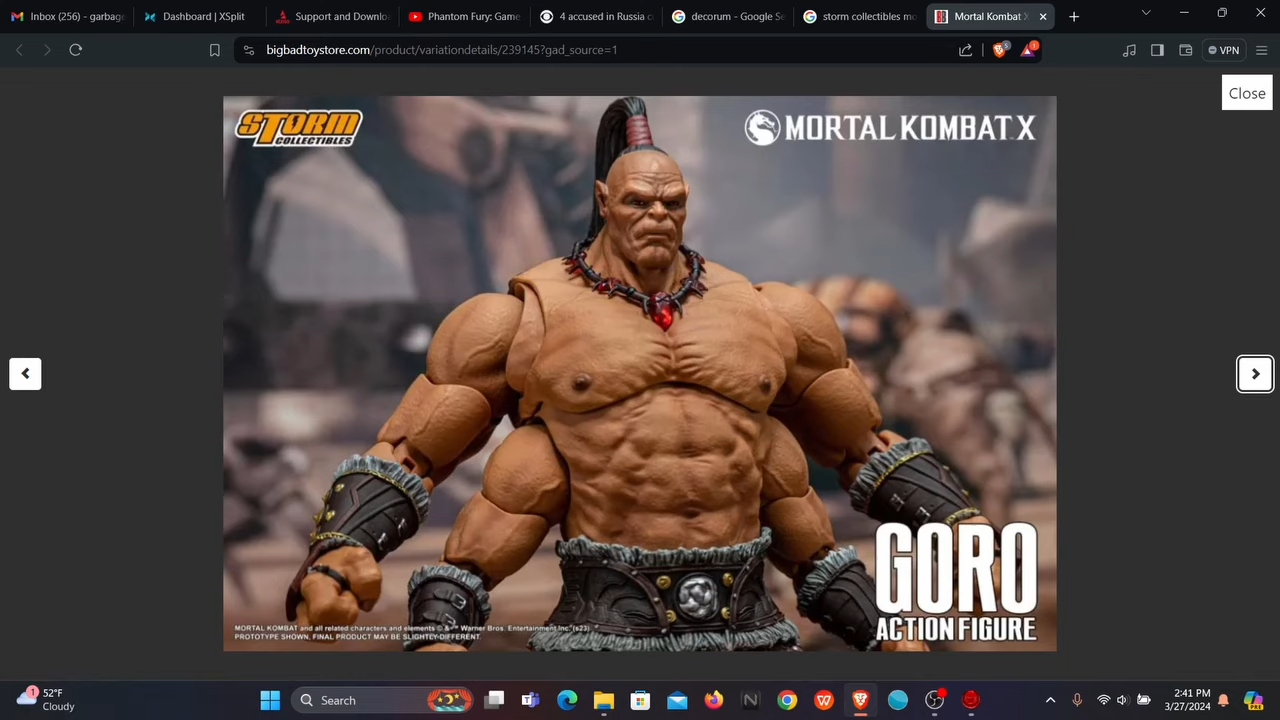 Inbox (256) - garbage
Dashboard | XSplit
Support and Downlo
Phantom Fury: Game
4 accused in Russia c
decorum - Google Se
storm collectibles mo
Mortal Kombat X
bigbadtoystore.com/product/variationdetails/239145?gad_source=1
VPN
Close
STORM
COLLECTIBLES
MORTAL KOMBAT X
GORO
ACTION FIGURE
MORTAL KOMBAT and all related characters and elements © & ™ Warner Bros. Entertainment Inc. (s23)
PROTOTYPE SHOWN, FINAL PRODUCT MAY BE SLIGHTLY DIFFERENT.
52°F
Cloudy
Search
2:41 PM
3/27/2024